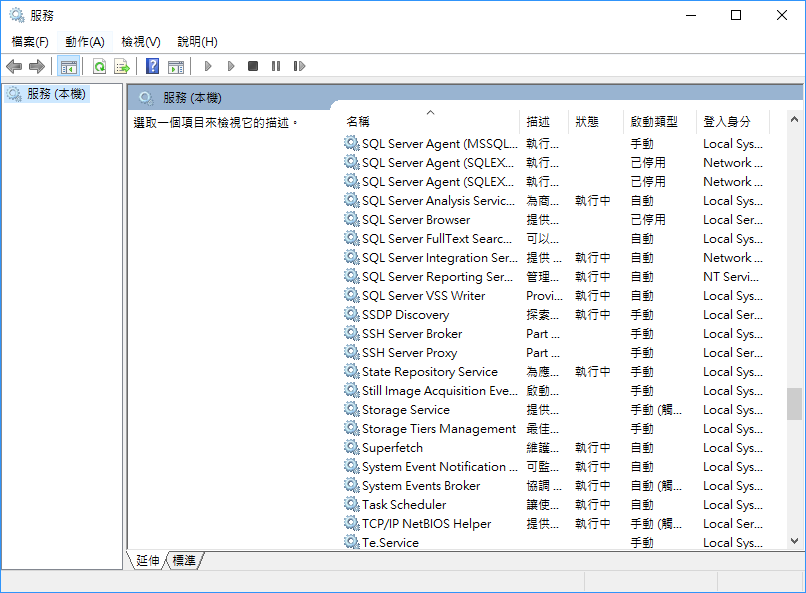 服務
檔案(F) 動作(A) 檢視(V) 說明(H)
服務 (本機)
服務 (本機)
選取一個項目來檢視它的描述。
名稱 描述 狀態 啟動類型 登入身分
SQL Server Agent (MSSQL... 執行... 手動 Local Sys...
SQL Server Agent (SQLEX... 執行... 已停用 Network ...
SQL Server Agent (SQLEX... 執行... 已停用 Network ...
SQL Server Analysis Servic... 為商... 執行中 自動 Local Sys...
SQL Server Browser 提供... 已停用 Local Ser...
SQL Server FullText Searc... 可以... 自動 Local Sys...
SQL Server Integration Ser... 提供 ... 執行中 自動 Network ...
SQL Server Reporting Ser... 管理... 執行中 自動 NT Servi...
SQL Server VSS Writer Provi... 執行中 自動 Local Sys...
SSDP Discovery 探索... 執行中 手動 Local Ser...
SSH Server Broker Part ... 手動 Local Sys...
SSH Server Proxy Part ... 手動 Local Ser...
State Repository Service 為應... 執行中 手動 Local Sys...
Still Image Acquisition Eve... 啟動... 手動 Local Sys...
Storage Service 提供... 手動 (觸... Local Sys...
Storage Tiers Management 最佳... 手動 Local Sys...
Superfetch 維護... 執行中 自動 Local Sys...
System Event Notification ... 可監... 執行中 自動 Local Sys...
System Events Broker 協調 ... 執行中 自動 (觸... Local Sys...
Task Scheduler 讓使... 執行中 自動 Local Sys...
TCP/IP NetBIOS Helper 提供... 執行中 手動 (觸... Local Ser...
Te.Service 手動 Local Sys...
延伸 標準